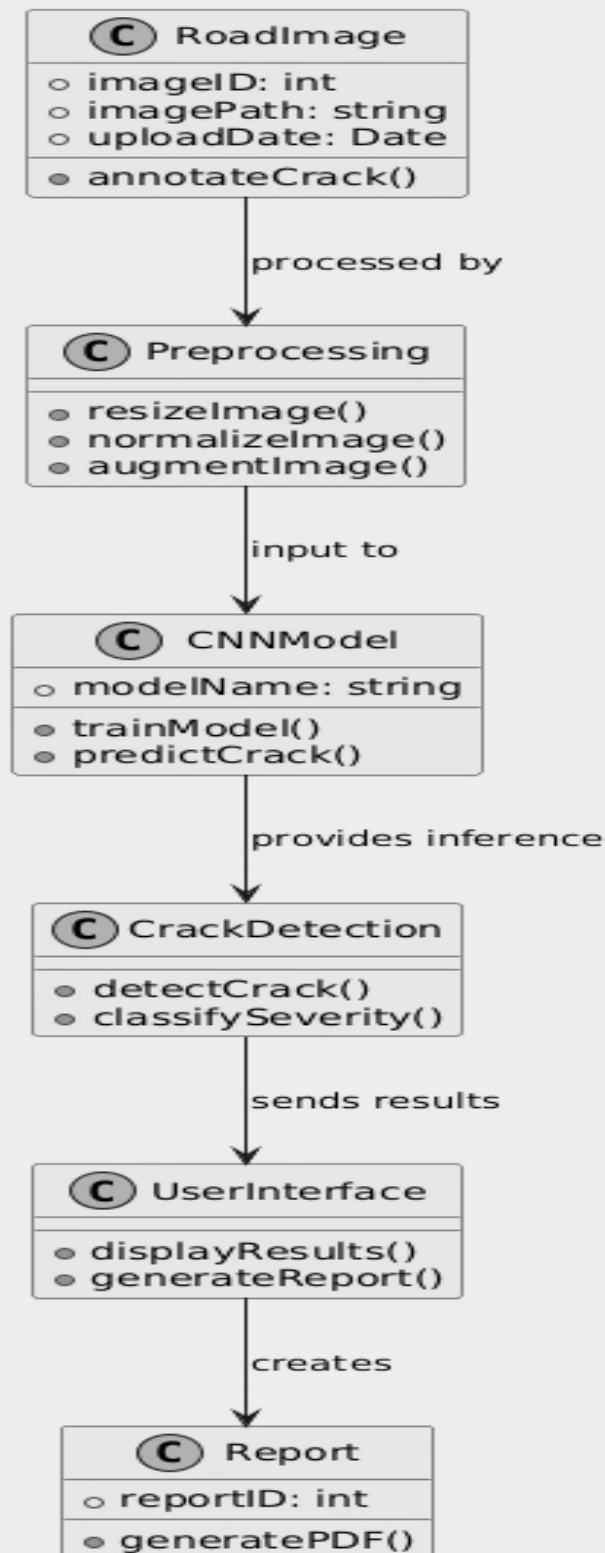 C RoadImage
imageID: int
imagePath: string
uploadDate: Date
annotateCrack()
processed by
C Preprocessing
resizeImage()
normalizeImage()
augmentImage()
input to
C CNNModel
modelName: string
trainModel()
predictCrack()
provides inference
C CrackDetection
detectCrack()
classifySeverity()
sends results
C UserInterface
displayResults()
generateReport()
creates
C Report
reportID: int
generatePDF()